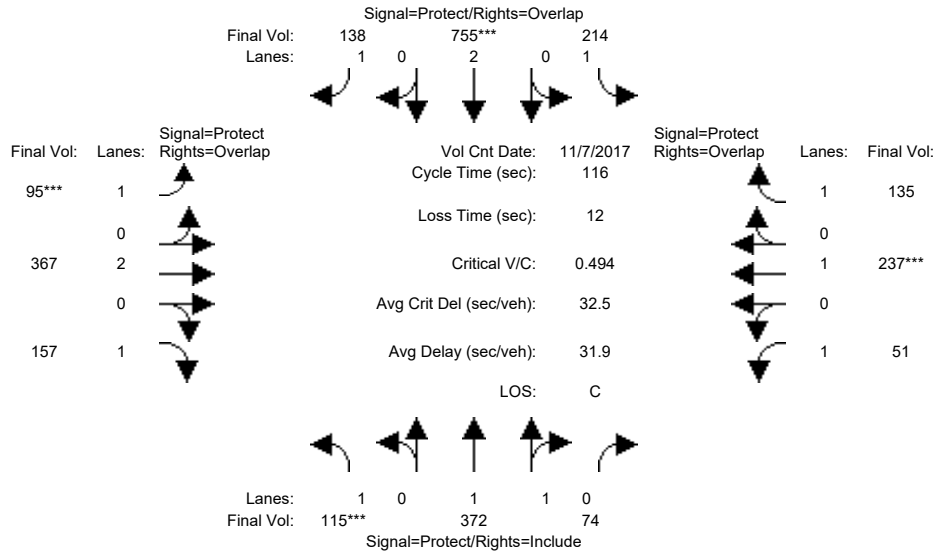 Signal=Protect/Rights=Overlap
Final Vol: 138 755*** 214
Lanes: 1 0 2 0 1
Signal=Protect
Final Vol: Lanes: Rights=Overlap
Vol Cnt Date: 11/7/2017
Signal=Protect
Rights=Overlap Lanes: Final Vol:
Cycle Time (sec): 116
95*** 1
1 135
Loss Time (sec): 12
0
0
367 2
Critical V/C: 0.494
1 237***
0
Avg Crit Del (sec/veh): 32.5
0
157 1
Avg Delay (sec/veh): 31.9
1 51
LOS: C
Lanes: 1 0 1 1 0
Final Vol: 115*** 372 74
Signal=Protect/Rights=Include